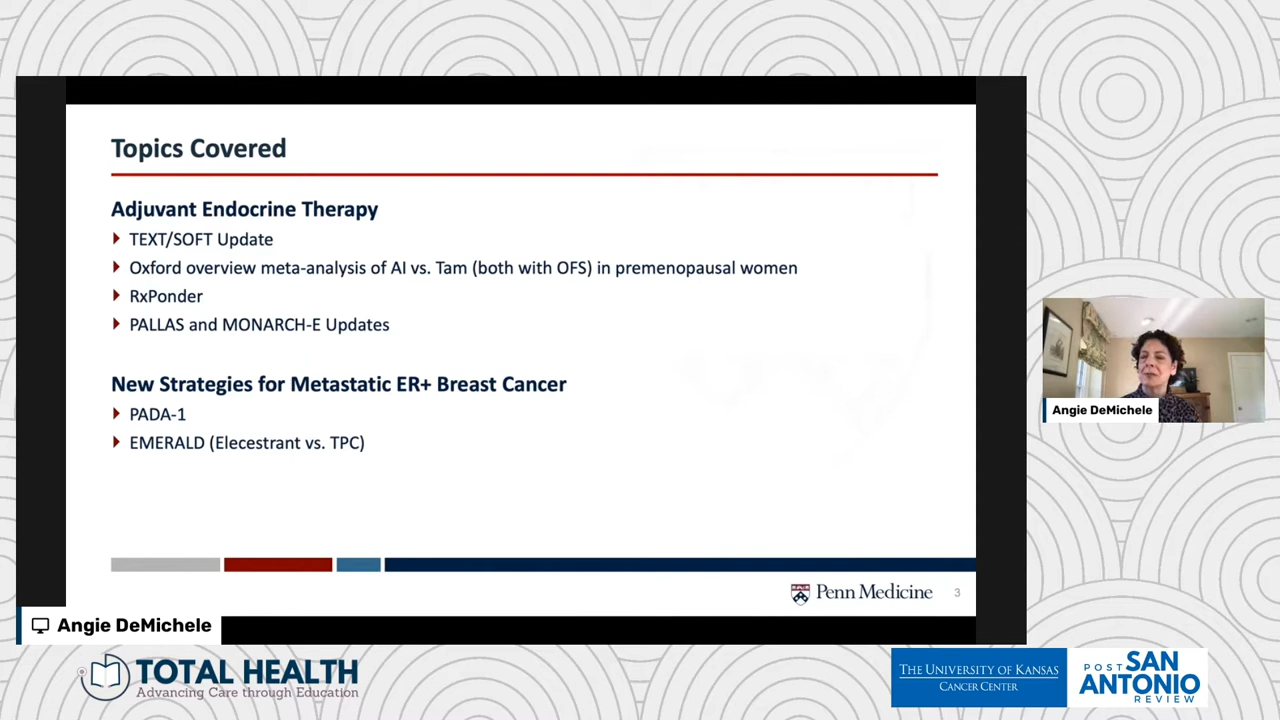 Topics Covered
Adjuvant Endocrine Therapy
TEXT/SOFT Update
Oxford overview meta-analysis of AI vs. Tam (both with OFS) in premenopausal women
RxPonder
PALLAS and MONARCH-E Updates
New Strategies for Metastatic ER+ Breast Cancer
PADA-1
EMERALD (Elecestrant vs. TPC)
Penn Medicine
3
Angie DeMichele
Angie DeMichele
TOTAL HEALTH
Advancing Care through Education
THE UNIVERSITY OF KANSAS
CANCER CENTER
POST
SAN
ANTONIO
REVIEW